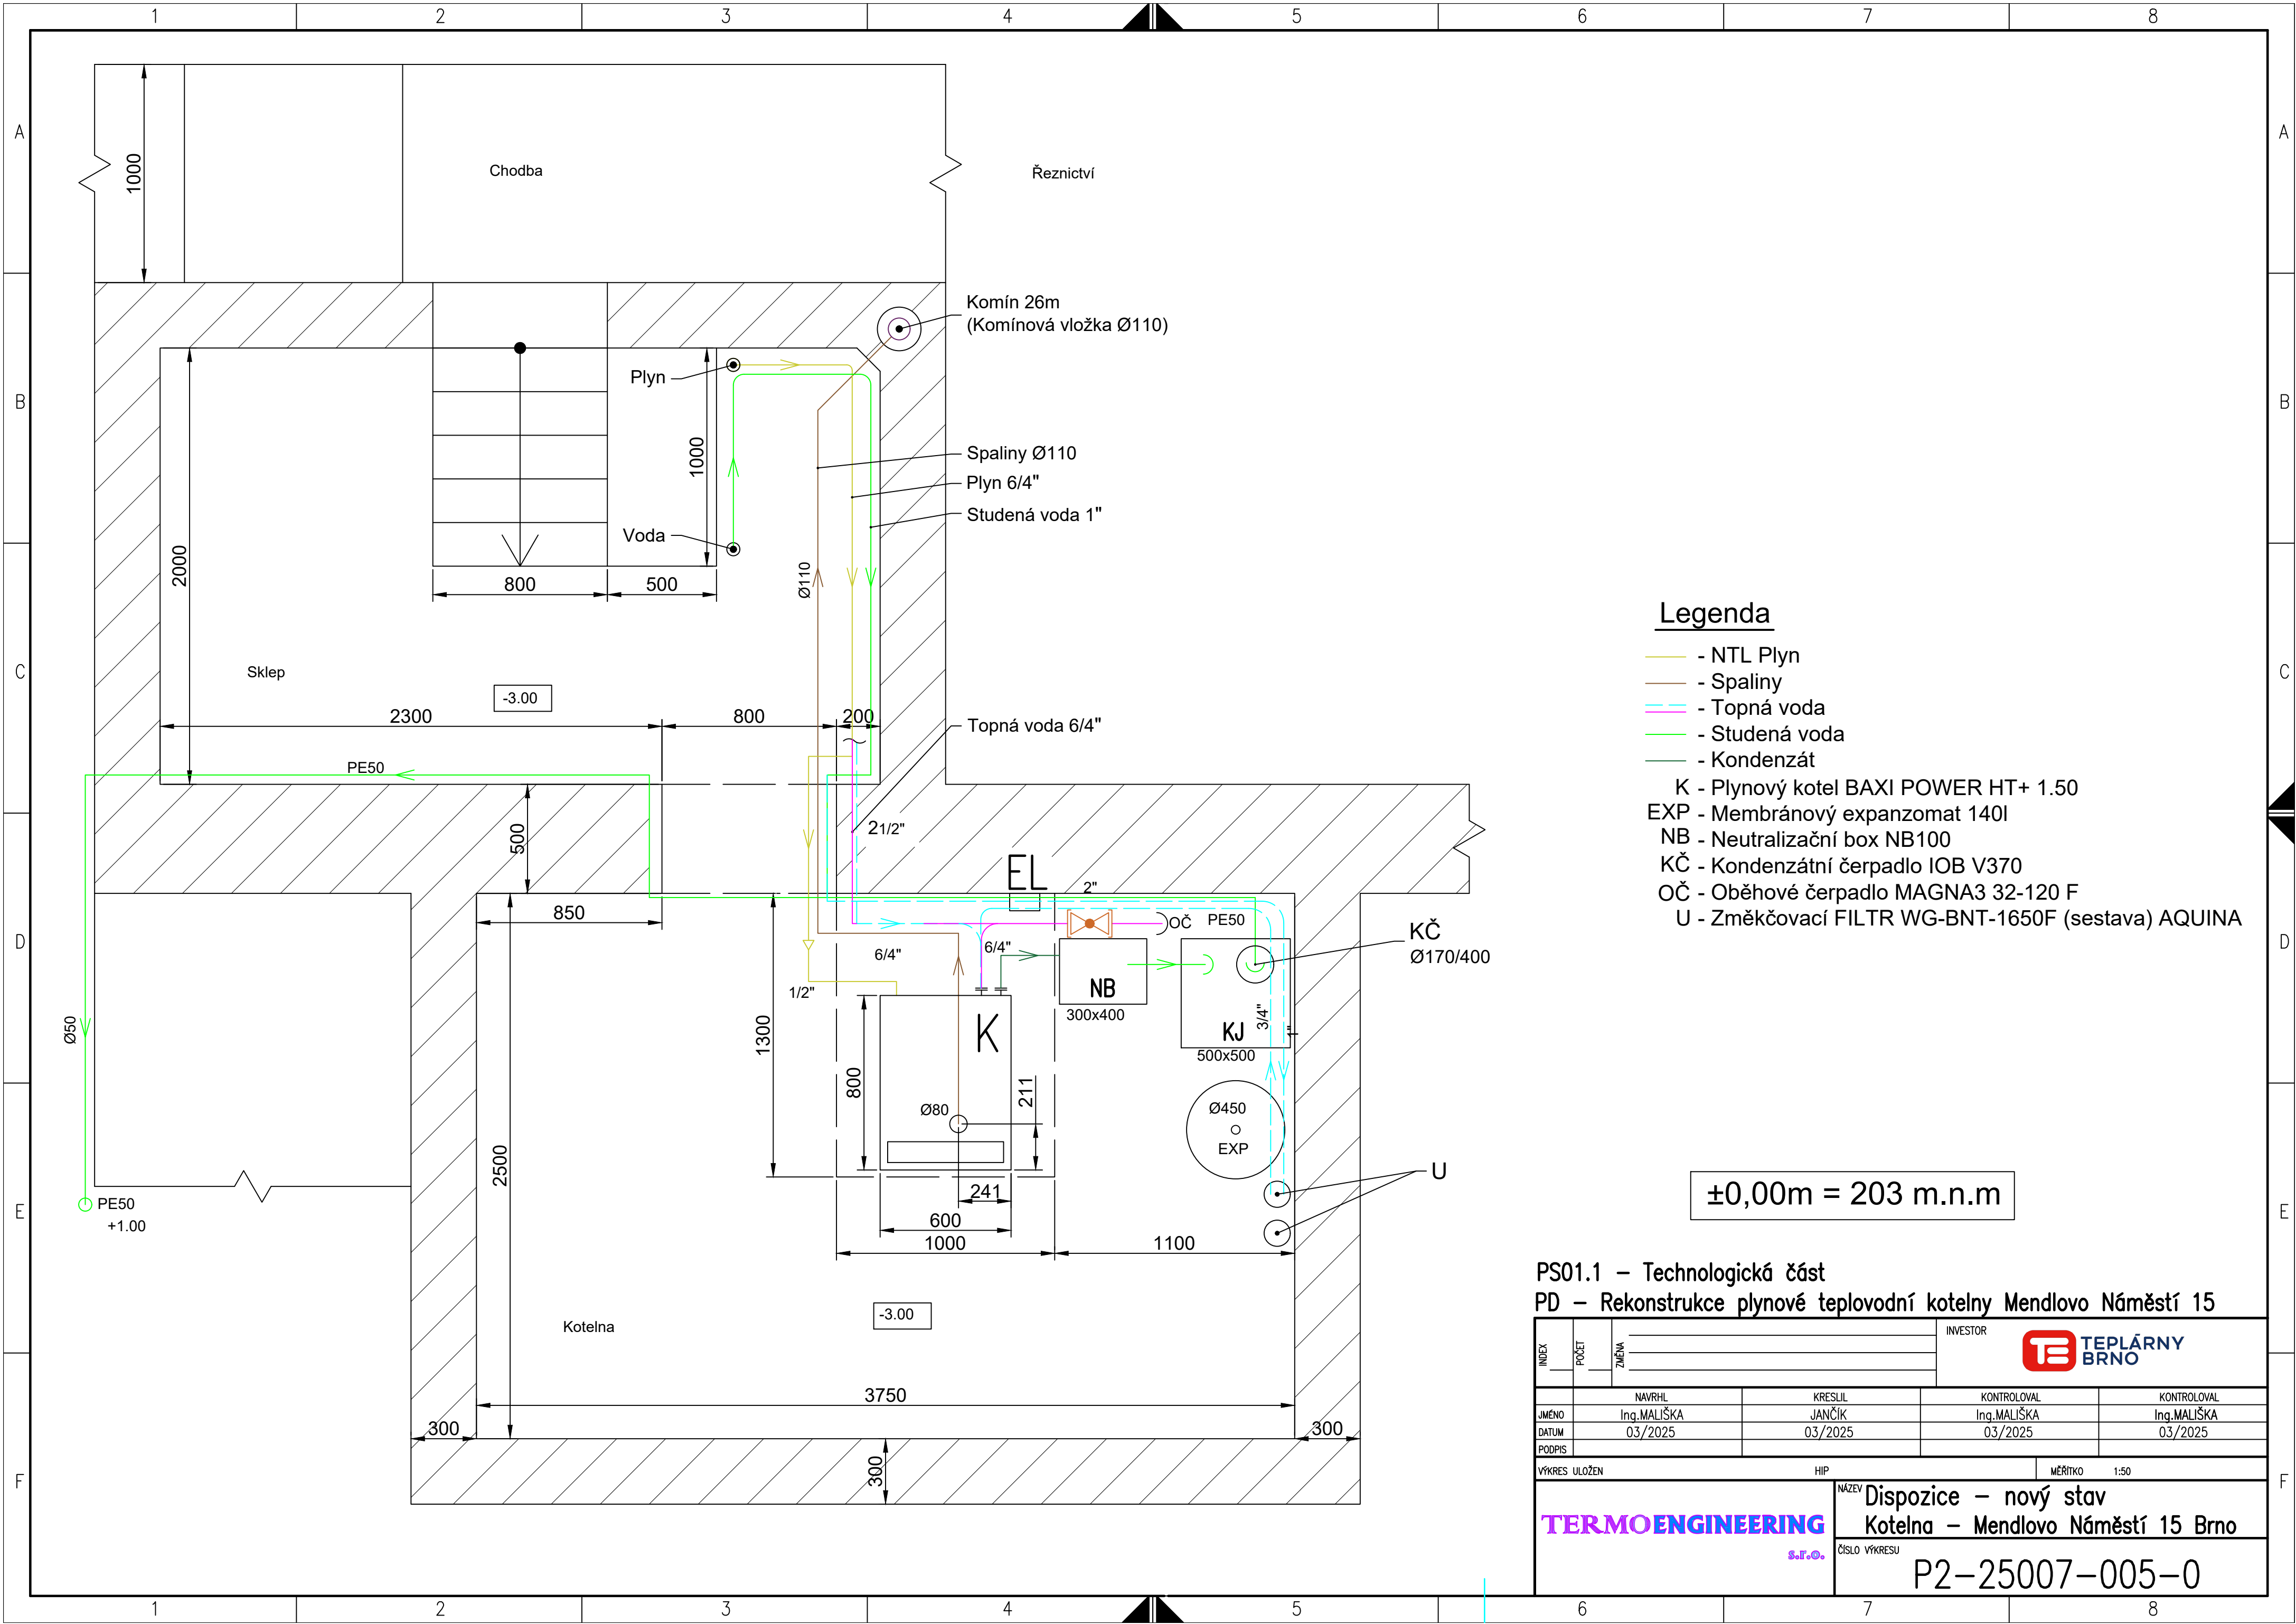 1 2 3 4 5 6 7 8
A A
1000
Chodba
Řeznictví
Komín 26m
(Komínová vložka Ø110)
Plyn
B B
1000
Spaliny Ø110
Plyn 6/4"
Studená voda 1"
Voda
2000
Ø110
800 500
Legenda
- NTL Plyn
- Spaliny
- Topná voda
- Studená voda
- Kondenzát
K - Plynový kotel BAXI POWER HT+ 1.50
EXP - Membránový expanzomat 140l
NB - Neutralizační box NB100
KČ - Kondenzátní čerpadlo IOB V370
OČ - Oběhové čerpadlo MAGNA3 32-120 F
U - Změkčovací FILTR WG-BNT-1650F (sestava) AQUINA
C C
Sklep
-3.00
2300 800 200
Topná voda 6/4"
PE50
500
21/2"
EL
2"
850
D D
OČ
PE50
KČ
Ø170/400
6/4" 6/4"
1/2"
NB
300x400
Ø50
1300
K
KJ
3/4"
1"
500x500
800
211
Ø80
Ø450
EXP
2500
U
241
600
1000 1100
E E
PE50
+1.00
±0,00m = 203 m.n.m
-3.00
Kotelna
3750
300 300
300
F F
PS01.1 – Technologická část
PD – Rekonstrukce plynové teplovodní kotelny Mendlovo Náměstí 15
INDEX POČET ZMĚNA
INVESTOR
TEPLÁRNY
BRNO
NAVRHL KRESLIL KONTROLOVAL KONTROLOVAL
JMÉNO Ing.MALIŠKA JANČÍK Ing.MALIŠKA Ing.MALIŠKA
DATUM 03/2025 03/2025 03/2025 03/2025
PODPIS
VÝKRES ULOŽEN HIP MĚŘÍTKO 1:50
TERMOENGINEERING
s.r.o.
NÁZEV Dispozice – nový stav
Kotelna – Mendlovo Náměstí 15 Brno
ČÍSLO VÝKRESU
P2–25007–005–0
1 2 3 4 5 6 7 8